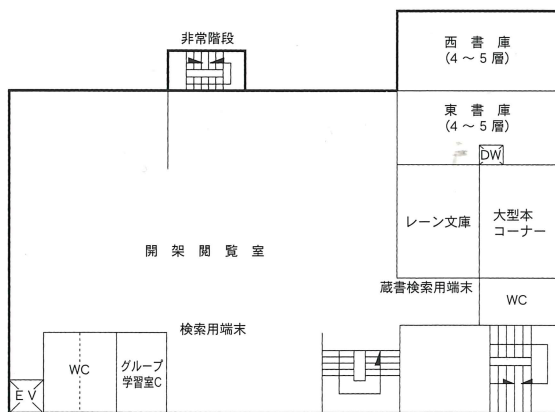 非常階段
西書庫
(4～5層)
東書庫
(4～5層)
DW
レーン文庫
大型本
コーナー
開架閲覧室
蔵書検索用端末
WC
検索用端末
WC
グループ
学習室C
EV